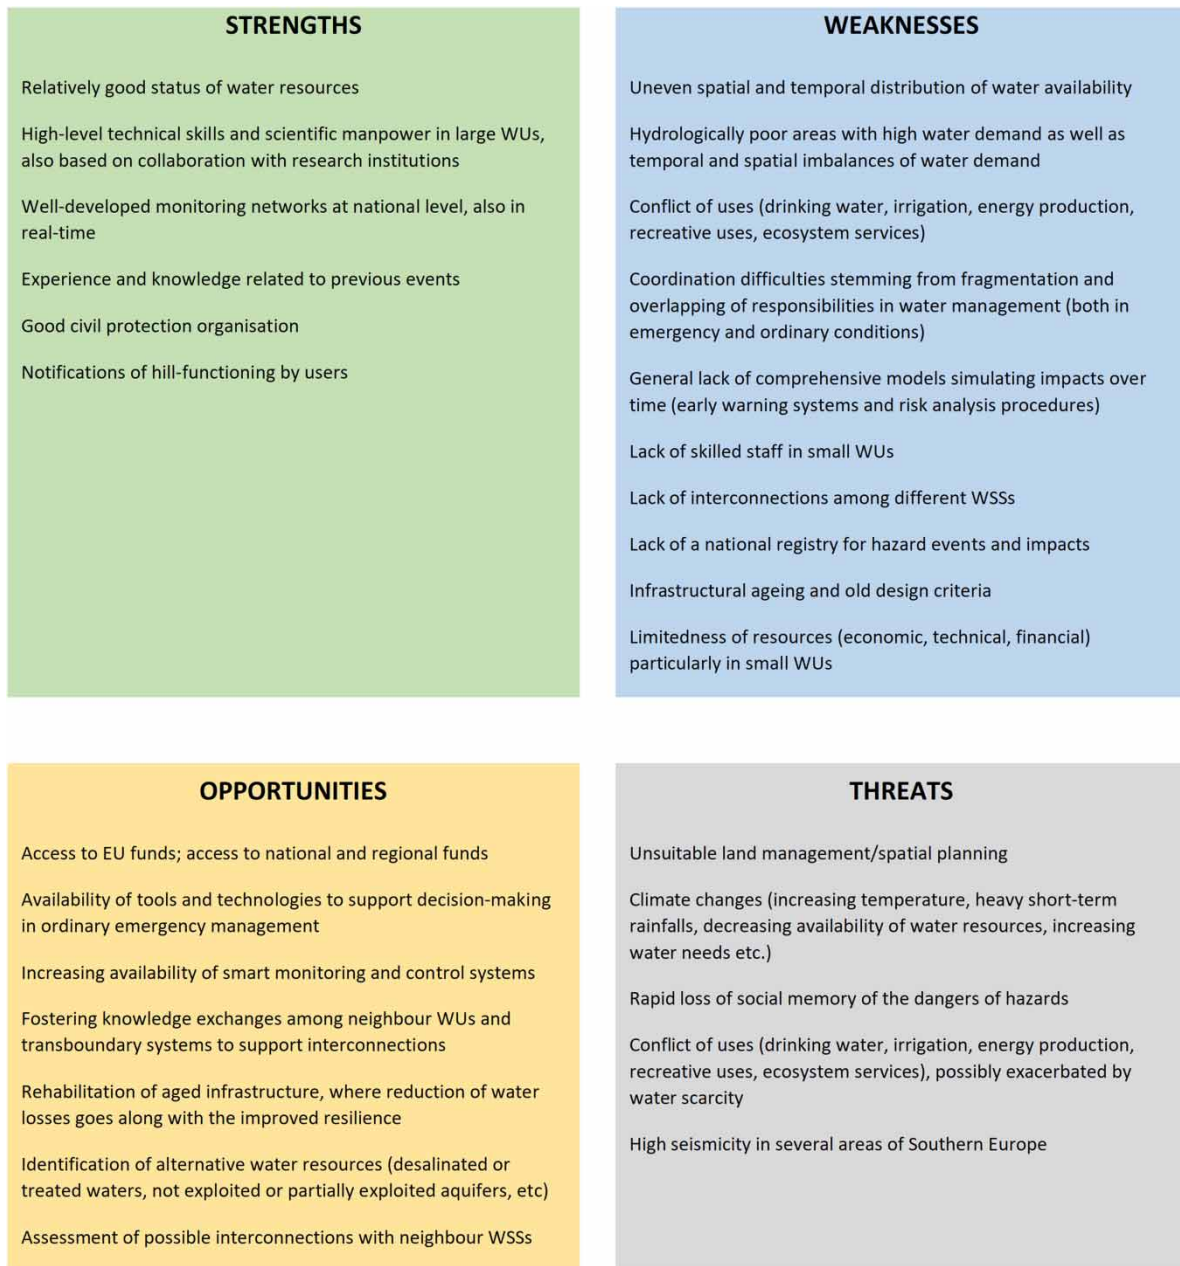 STRENGTHS
Relatively good status of water resources
High-level technical skills and scientific manpower in large WUs,
also based on collaboration with research institutions
Well-developed monitoring networks at national level, also in
real-time
Experience and knowledge related to previous events
Good civil protection organisation
Notifications of hill-functioning by users
WEAKNESSES
Uneven spatial and temporal distribution of water availability
Hydrologically poor areas with high water demand as well as
temporal and spatial imbalances of water demand
Conflict of uses (drinking water, irrigation, energy production,
recreative uses, ecosystem services)
Coordination difficulties stemming from fragmentation and
overlapping of responsibilities in water management (both in
emergency and ordinary conditions)
General lack of comprehensive models simulating impacts over
time (early warning systems and risk analysis procedures)
Lack of skilled staff in small WUs
Lack of interconnections among different WSSs
Lack of a national registry for hazard events and impacts
Infrastructural ageing and old design criteria
Limitedness of resources (economic, technical, financial)
particularly in small WUs
OPPORTUNITIES
Access to EU funds; access to national and regional funds
Availability of tools and technologies to support decision-making
in ordinary emergency management
Increasing availability of smart monitoring and control systems
Fostering knowledge exchanges among neighbour WUs and
transboundary systems to support interconnections
Rehabilitation of aged infrastructure, where reduction of water
losses goes along with the improved resilience
Identification of alternative water resources (desalinated or
treated waters, not exploited or partially exploited aquifers, etc)
Assessment of possible interconnections with neighbour WSSs
THREATS
Unsuitable land management/spatial planning
Climate changes (increasing temperature, heavy short-term
rainfalls, decreasing availability of water resources, increasing
water needs etc.)
Rapid loss of social memory of the dangers of hazards
Conflict of uses (drinking water, irrigation, energy production,
recreative uses, ecosystem services), possibly exacerbated by
water scarcity
High seismicity in several areas of Southern Europe